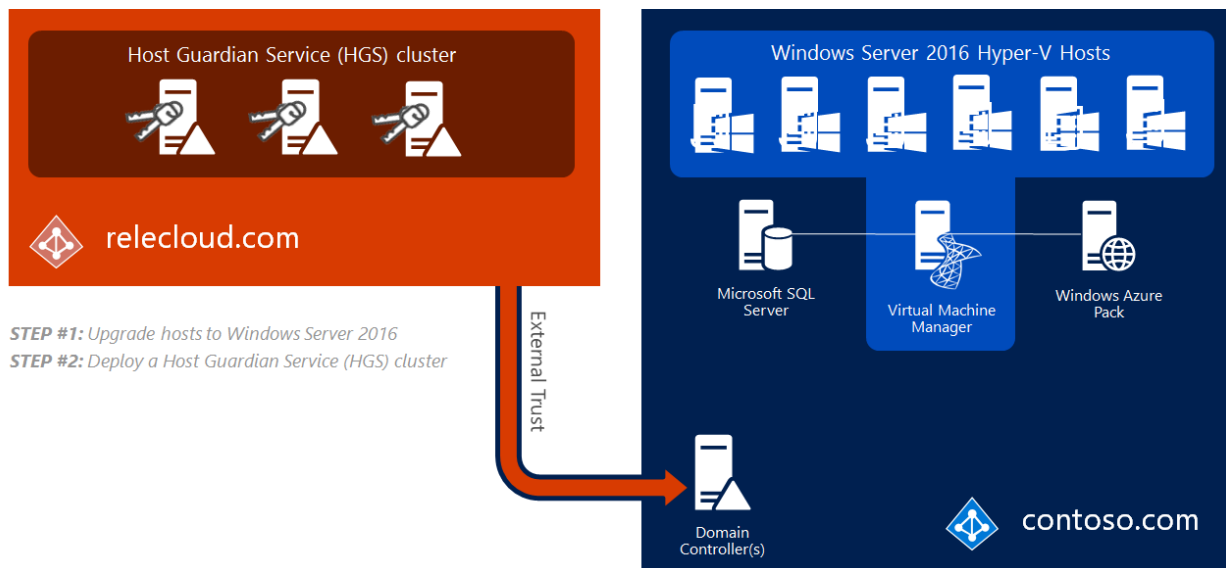 Host Guardian Service (HGS) cluster
relecloud.com
STEP #1: Upgrade hosts to Windows Server 2016
STEP #2: Deploy a Host Guardian Service (HGS) cluster
External Trust
Windows Server 2016 Hyper-V Hosts
Microsoft SQL
Server
Virtual Machine
Manager
Windows Azure
Pack
Domain
Controller(s)
contoso.com